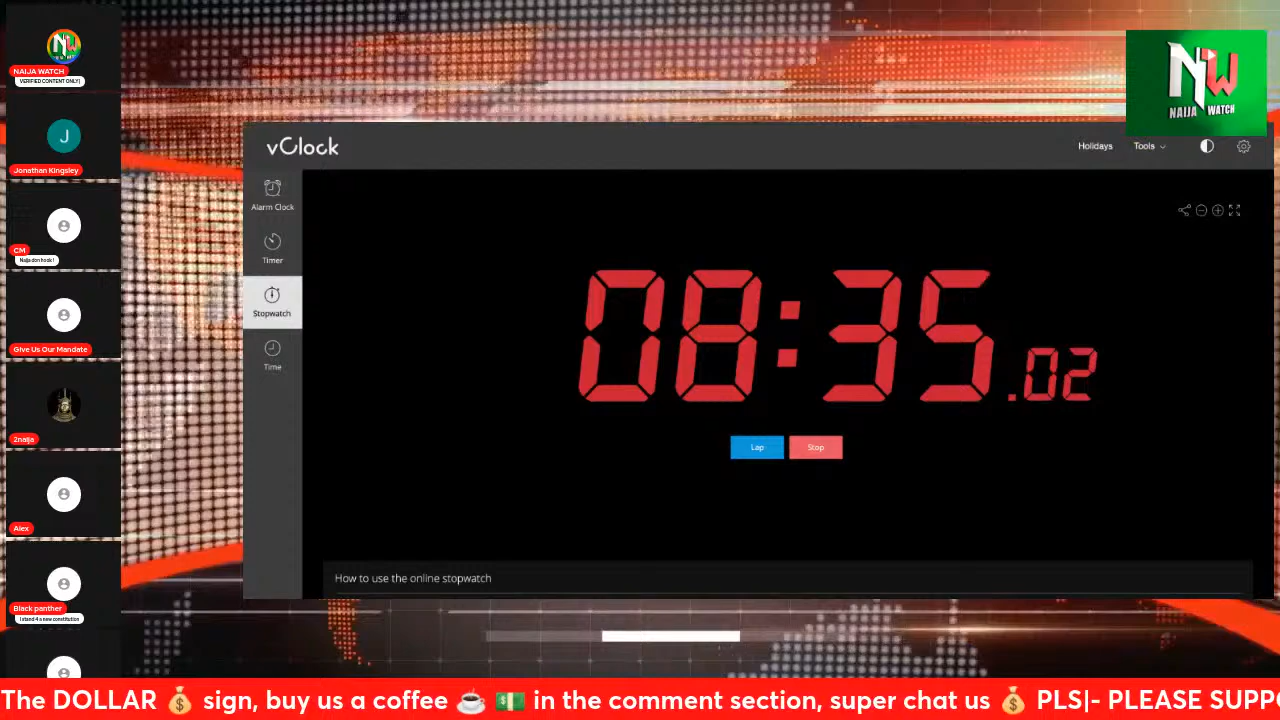 NAIJA WATCH
VERIFIED CONTENT ONLY|
J
Jonathan Kingsley
CM
Naija don hook !
Give Us Our Mandate
2naija
Alex
Black panther
I stand 4 a new constitution
NW
NAIJA WATCH
vClock
Holidays
Tools
Alarm Clock
Timer
Stopwatch
Time
08:35.02
Lap
Stop
How to use the online stopwatch
The DOLLAR 💰 sign, buy us a coffee ☕ 💵 in the comment section, super chat us 💰 PLS|- PLEASE SUPPO